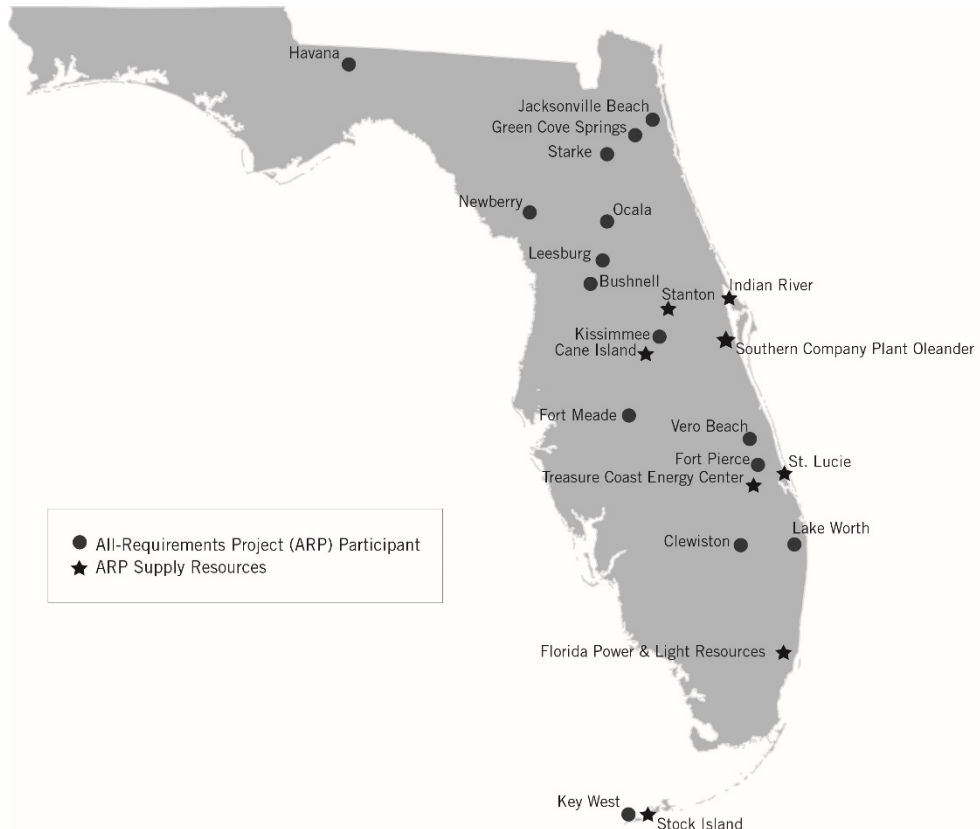 Havana
Jacksonville Beach
Green Cove Springs
Starke
Newberry
Ocala
Leesburg
Bushnell
Indian River
Stanton
Kissimmee
Cane Island
Southern Company Plant Oleander
Fort Meade
Vero Beach
Fort Pierce
St. Lucie
Treasure Coast Energy Center
Lake Worth
Clewiston
All-Requirements Project (ARP) Participant
ARP Supply Resources
Florida Power & Light Resources
Key West
Stock Island